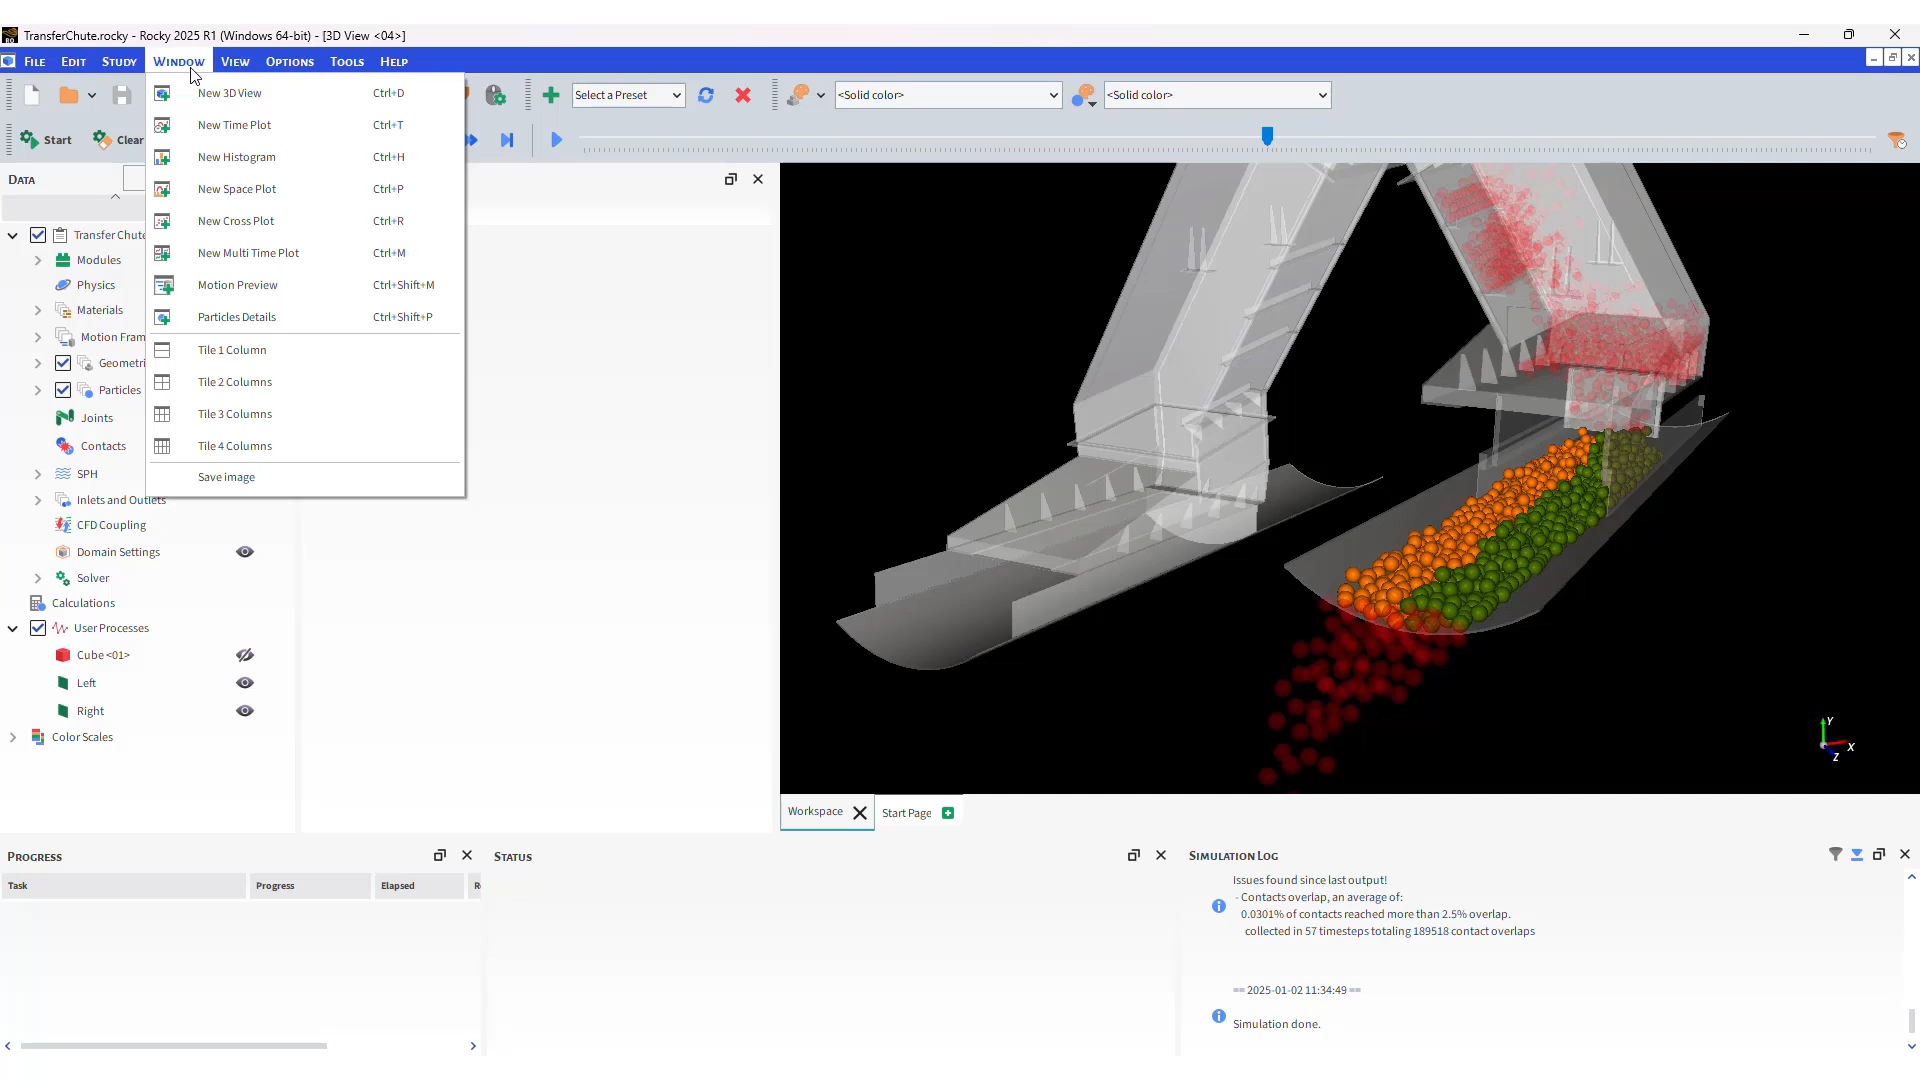 TransferChute.rocky - Rocky 2025 R1 (Windows 64-bit) - [3D View <04>]
File Edit Study Window View Options Tools Help
New 3D View Ctrl+D
New Time Plot Ctrl+T
New Histogram Ctrl+H
New Space Plot Ctrl+P
New Cross Plot Ctrl+R
New Multi Time Plot Ctrl+M
Motion Preview Ctrl+Shift+M
Particles Details Ctrl+Shift+P
Tile 1 Column
Tile 2 Columns
Tile 3 Columns
Tile 4 Columns
Save image
Select a Preset
<Solid color>
<Solid color>
Start Clear
Data
Transfer Chute
Modules
Physics
Materials
Motion Fram
Geometri
Particles
Joints
Contacts
SPH
Inlets and Outlets
CFD Coupling
Domain Settings
Solver
Calculations
User Processes
Cube <01>
Left
Right
Color Scales
Y
X
Z
Workspace Start Page
Progress
Task Progress Elapsed
Status
Simulation Log
Issues found since last output!
- Contacts overlap, an average of:
0.0301% of contacts reached more than 2.5% overlap.
collected in 57 timesteps totaling 189518 contact overlaps
== 2025-01-02 11:34:49 ==
Simulation done.